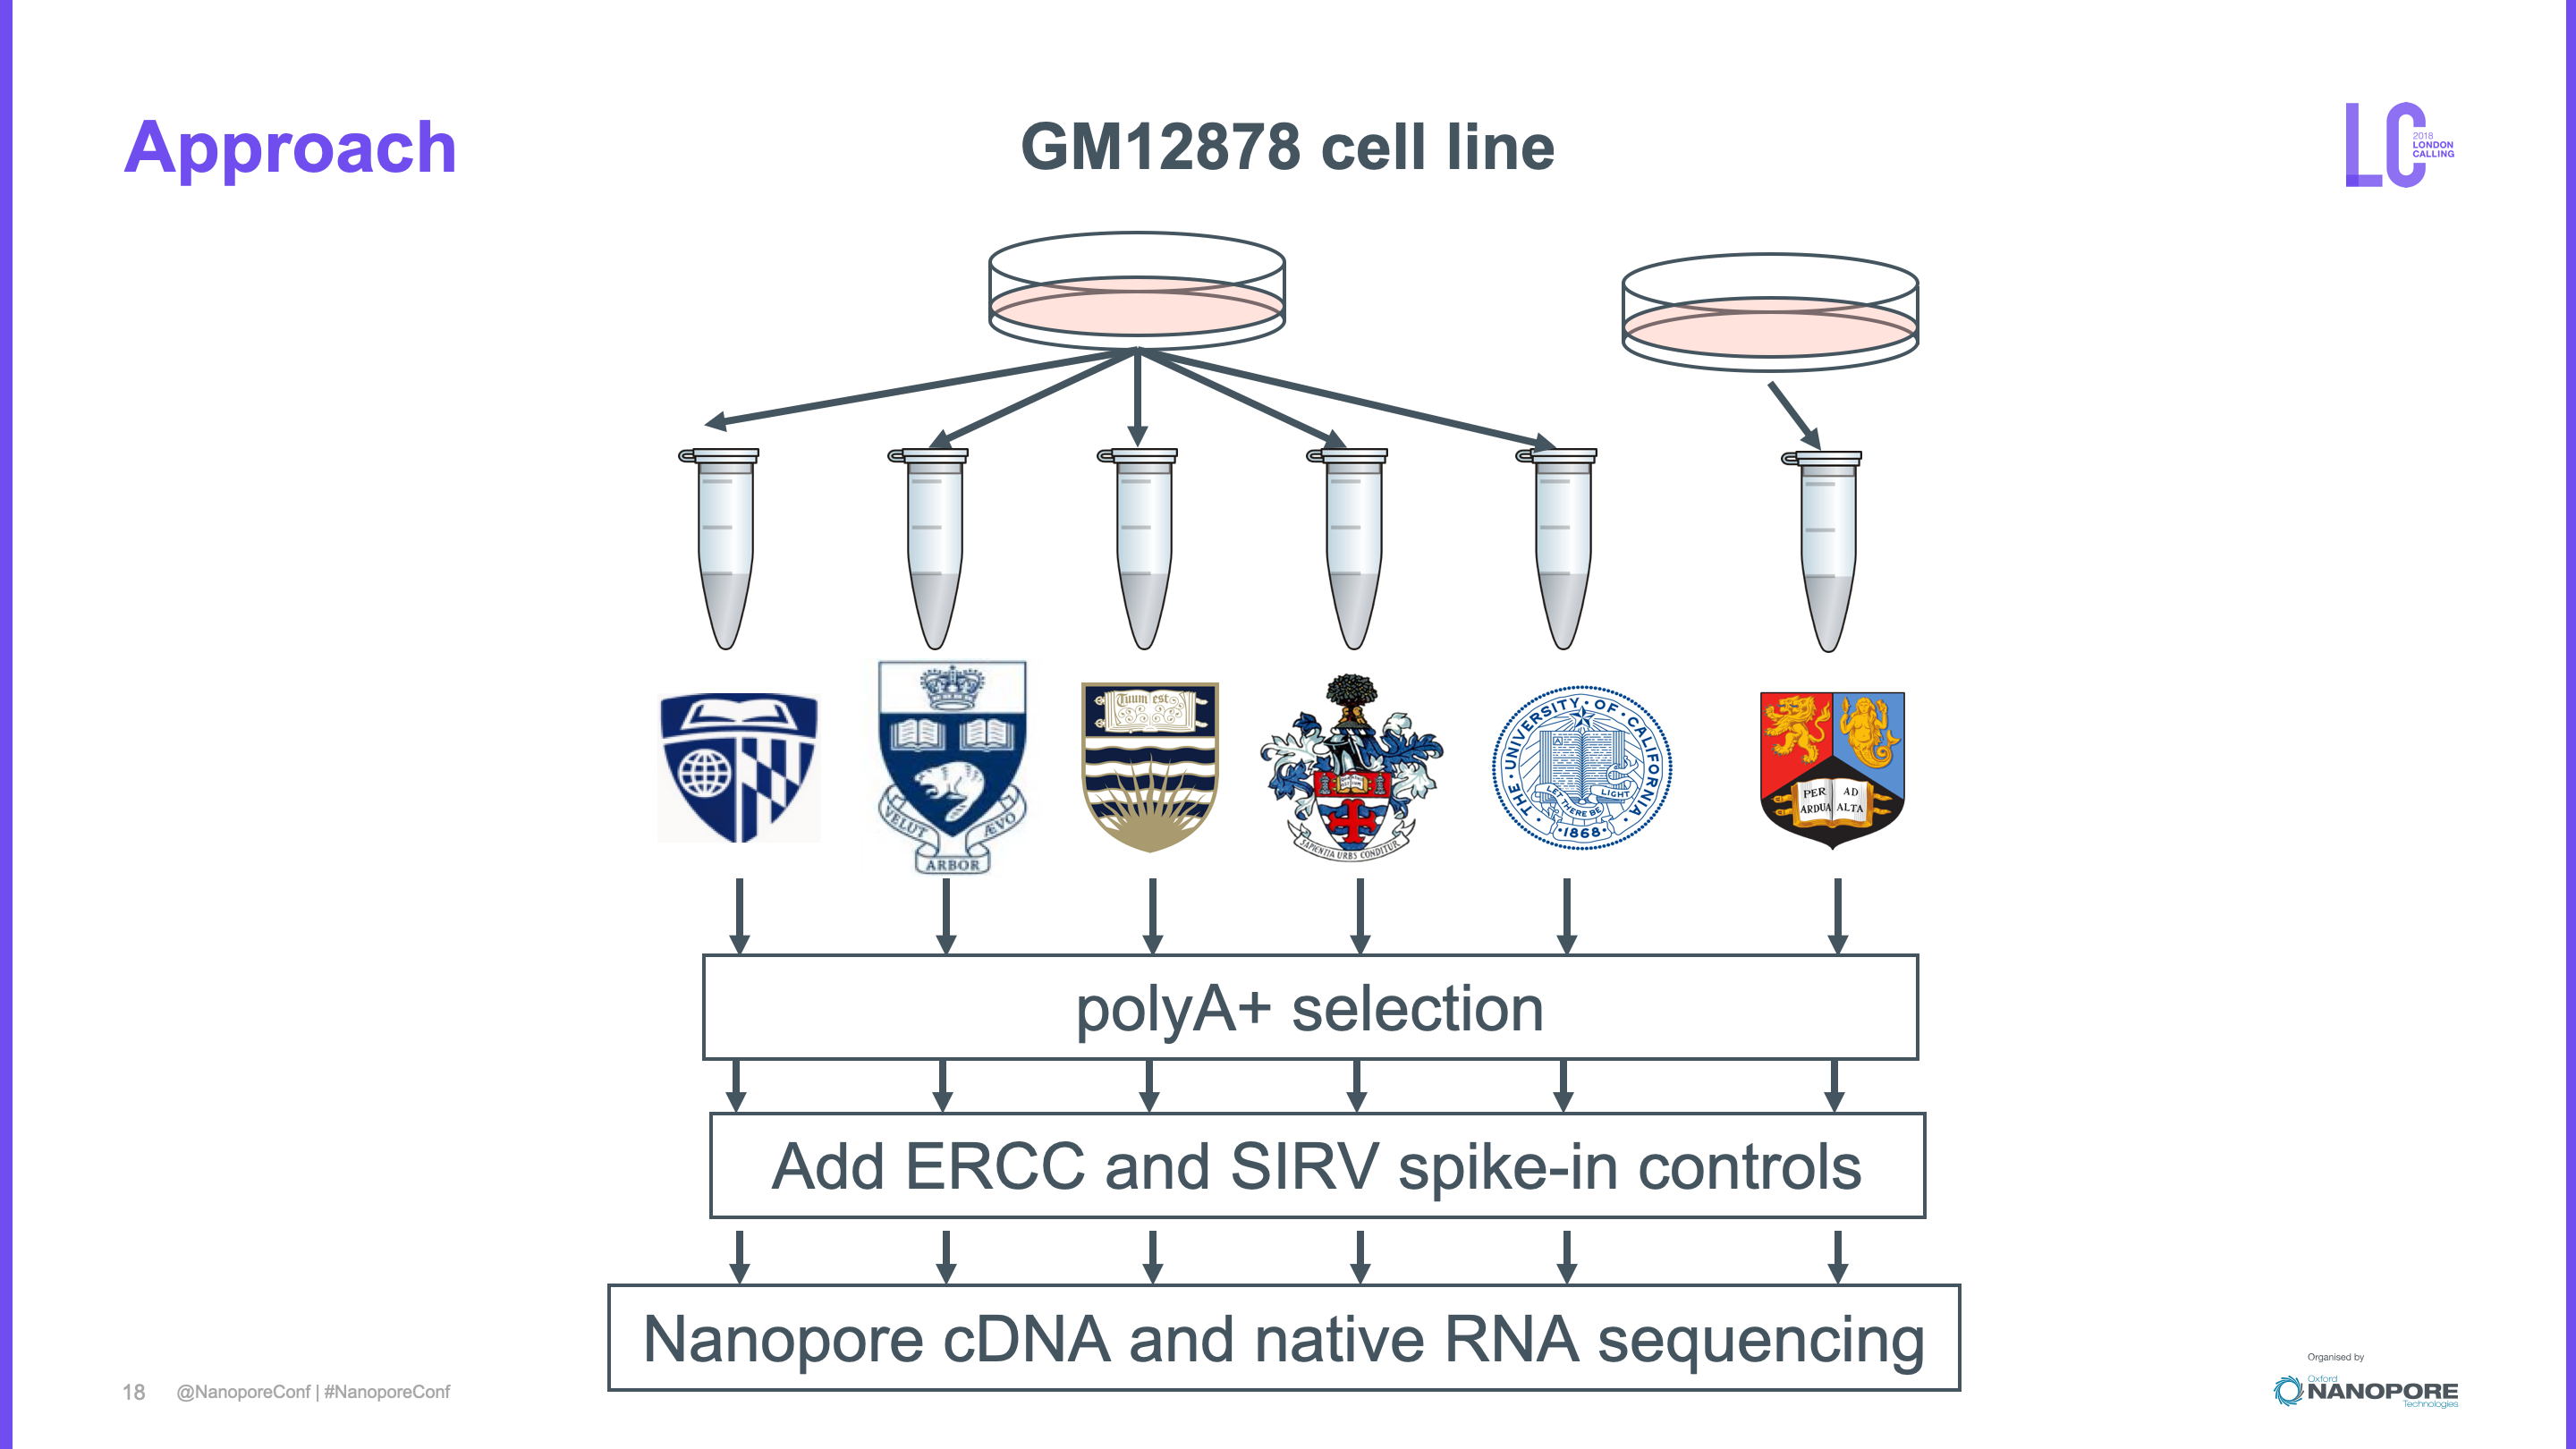 Approach
GM12878 cell line
LC
2018
LONDON
CALLING
Tuum est
VELUT
ÆVO
ARBOR
SAPIENTIA URBS CONDITUR
THE · UNIVERSITY · OF · CALIFORNIA
LET THERE BE LIGHT
· 1868 ·
PER AD
ARDUA ALTA
polyA+ selection
Add ERCC and SIRV spike-in controls
Nanopore cDNA and native RNA sequencing
18 @NanoporeConf | #NanoporeConf
Organised by
Oxford
NANOPORE
Technologies